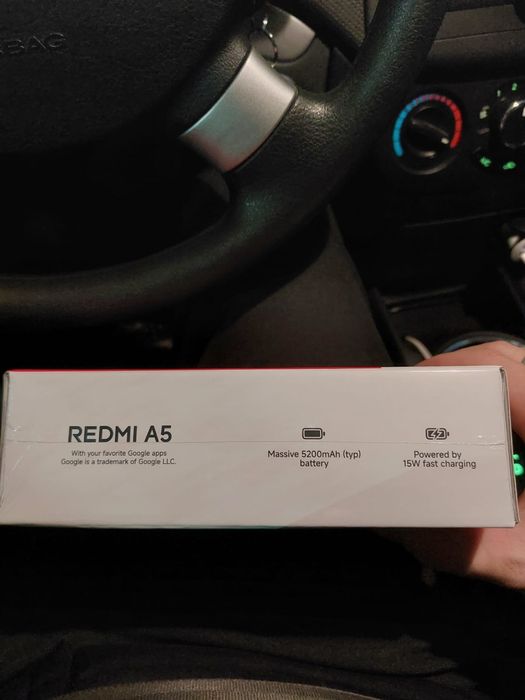 AIRBAG
REDMI A5
With your favorite Google apps
Google is a trademark of Google LLC.
Massive 5200mAh (typ)
battery
Powered by
15W fast charging